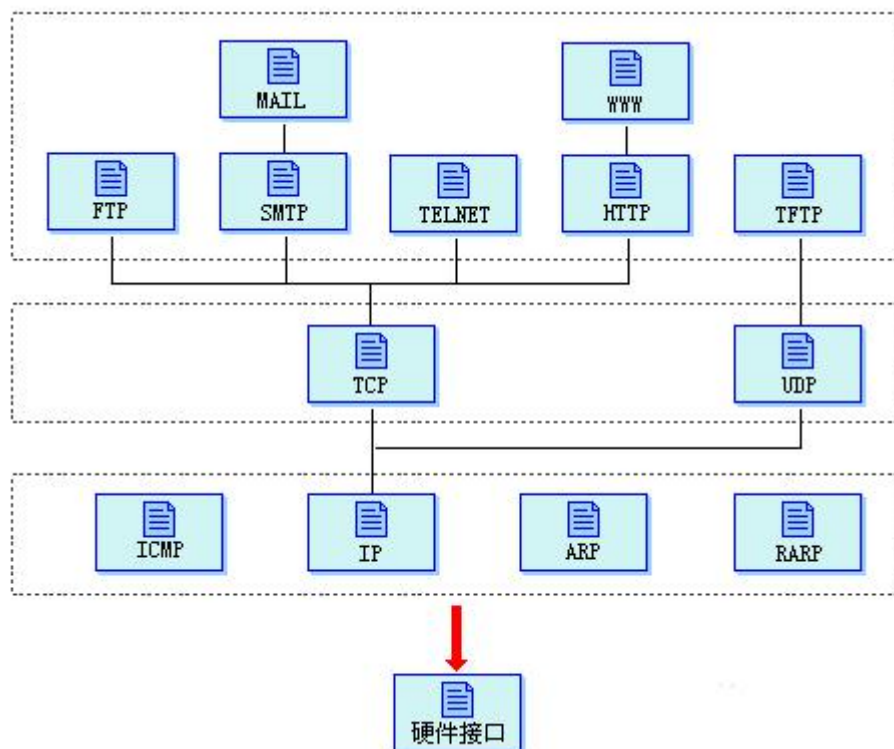 MAIL
WWW
FTP
SMTP
TELNET
HTTP
TFTP
TCP
UDP
ICMP
IP
ARP
RARP
硬件接口